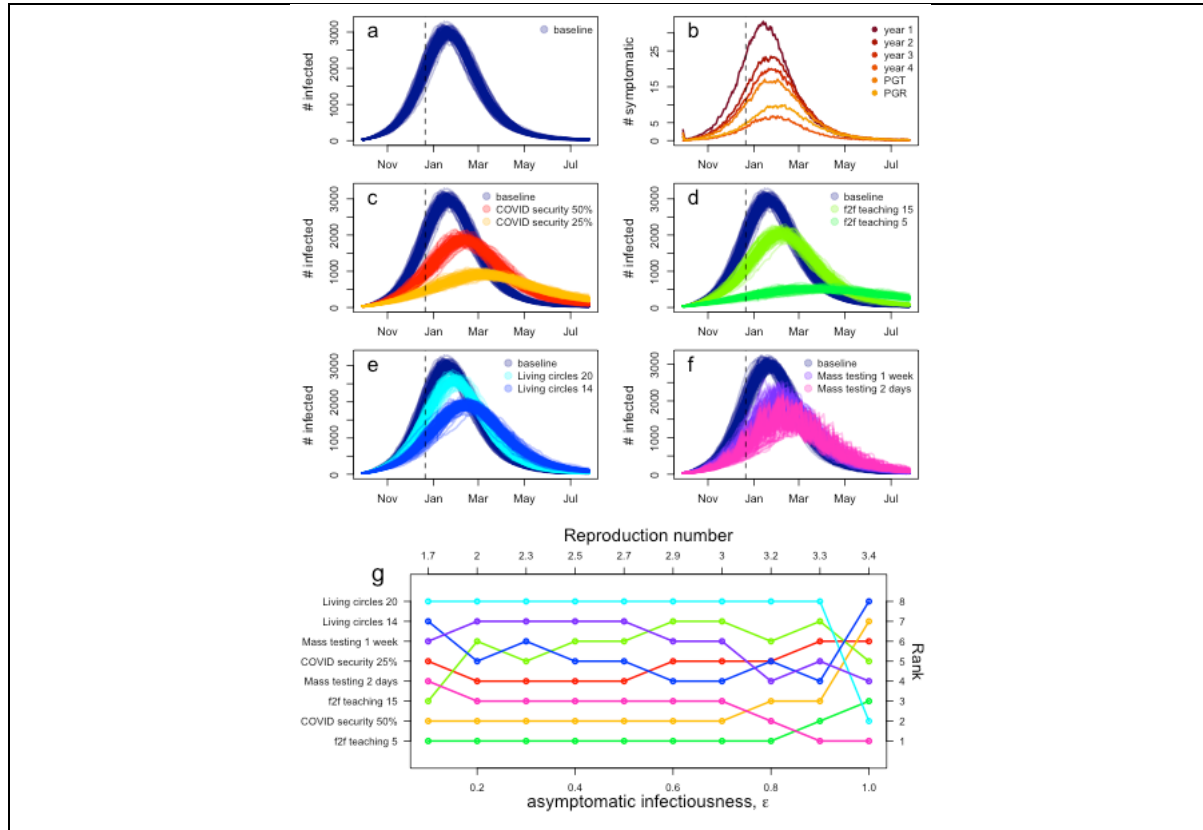 a
baseline
# infected
0 1000 2000 3000
Nov Jan Mar May Jul
b
year 1
year 2
year 3
year 4
PGT
PGR
# symptomatic
0 5 15 25
Nov Jan Mar May Jul
c
baseline
COVID security 50%
COVID security 25%
# infected
0 1000 2000 3000
Nov Jan Mar May Jul
d
baseline
f2f teaching 15
f2f teaching 5
# infected
0 1000 2000 3000
Nov Jan Mar May Jul
e
baseline
Living circles 20
Living circles 14
# infected
0 1000 2000 3000
Nov Jan Mar May Jul
f
baseline
Mass testing 1 week
Mass testing 2 days
# infected
0 1000 2000 3000
Nov Jan Mar May Jul
Reproduction number
1.7 2 2.3 2.5 2.7 2.9 3 3.2 3.3 3.4
g
Living circles 20 8
Living circles 14 7
Mass testing 1 week 6
COVID security 25% 5
Mass testing 2 days 4
f2f teaching 15 3
COVID security 50% 2
f2f teaching 5 1
Rank
0.2 0.4 0.6 0.8 1.0
asymptomatic infectiousness, ε